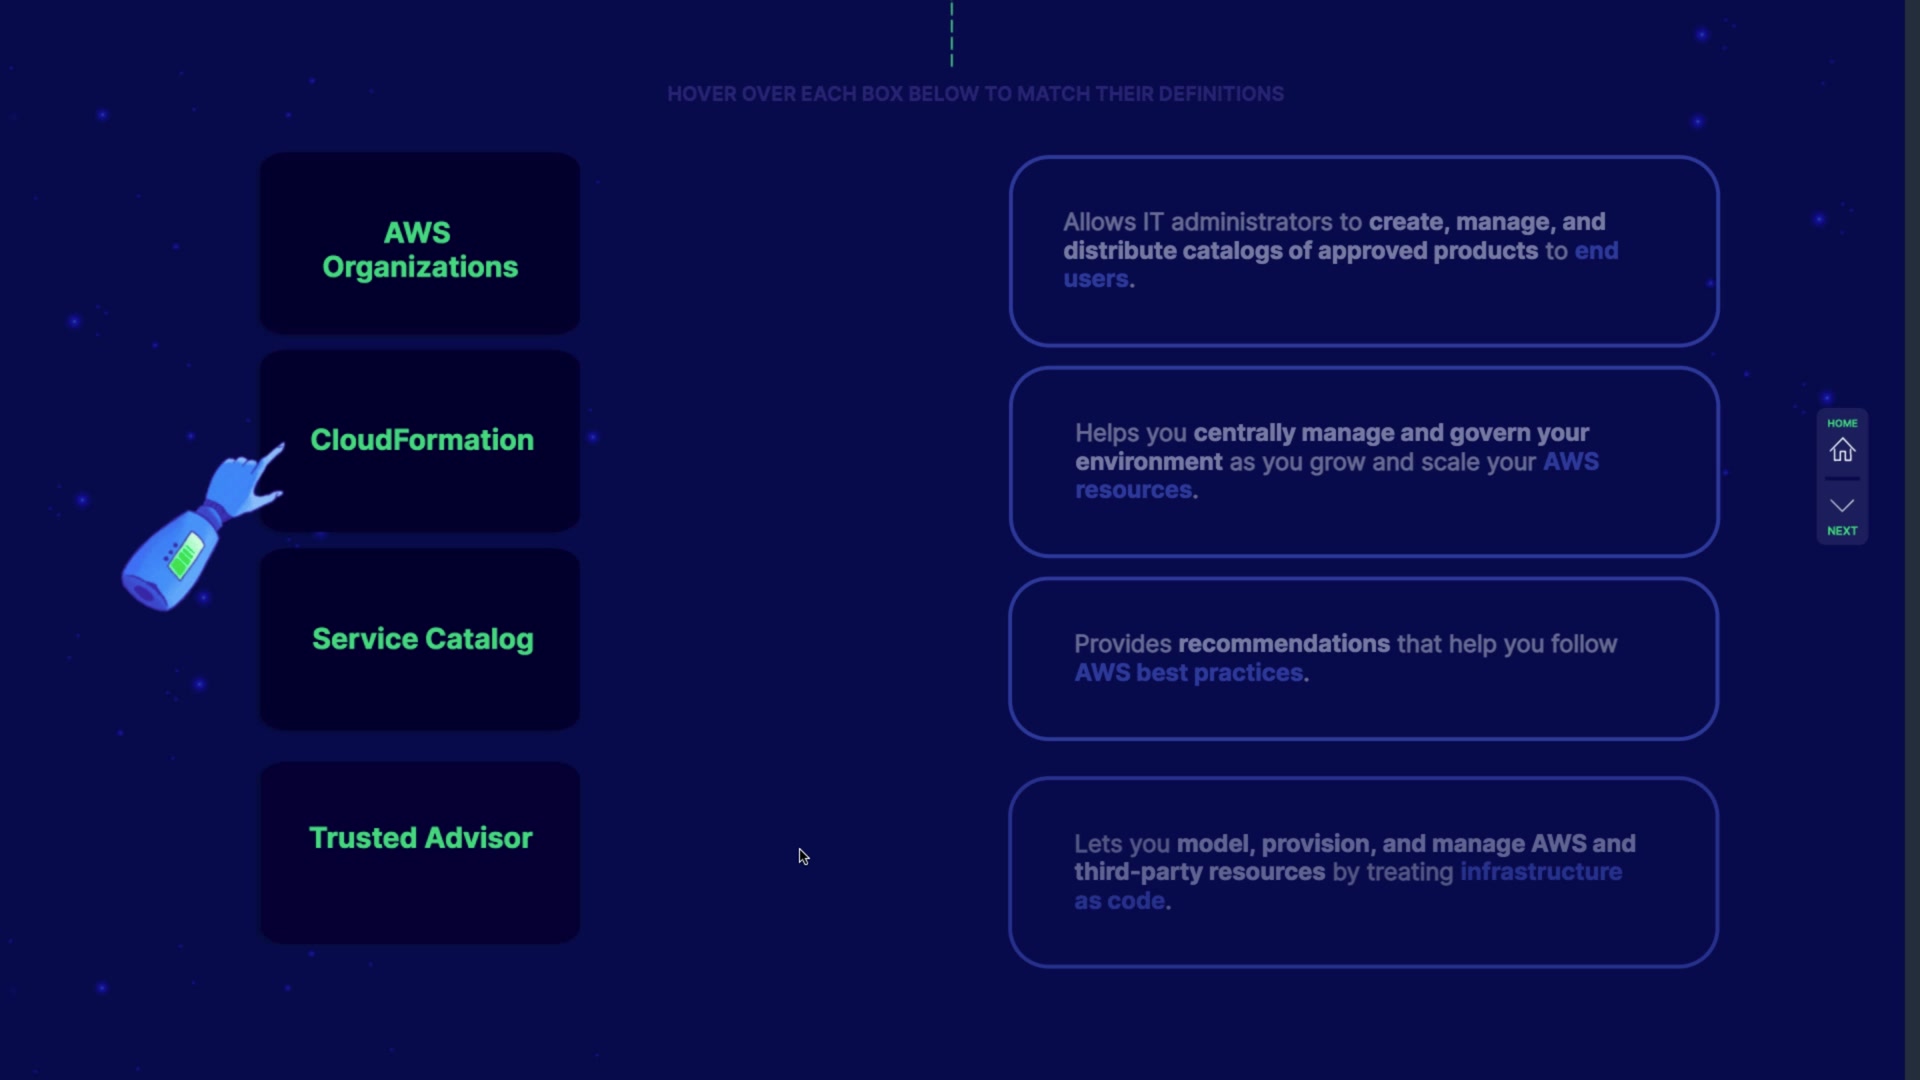 HOVER OVER EACH BOX BELOW TO MATCH THEIR DEFINITIONS
AWS
Organizations
CloudFormation
Service Catalog
Trusted Advisor
Allows IT administrators to create, manage, and
distribute catalogs of approved products to end
users.
Helps you centrally manage and govern your
environment as you grow and scale your AWS
resources.
Provides recommendations that help you follow
AWS best practices.
Lets you model, provision, and manage AWS and
third-party resources by treating infrastructure
as code.
HOME
NEXT